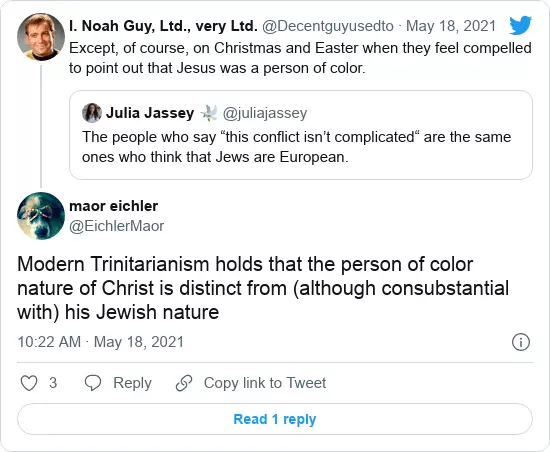 I. Noah Guy, Ltd., very Ltd. @Decentguyusedto · May 18, 2021
Except, of course, on Christmas and Easter when they feel compelled
to point out that Jesus was a person of color.
Julia Jassey 🕊️ @juliajassey
The people who say “this conflict isn’t complicated“ are the same
ones who think that Jews are European.
maor eichler
@EichlerMaor
Modern Trinitarianism holds that the person of color
nature of Christ is distinct from (although consubstantial
with) his Jewish nature
10:22 AM · May 18, 2021
3 Reply Copy link to Tweet
Read 1 reply